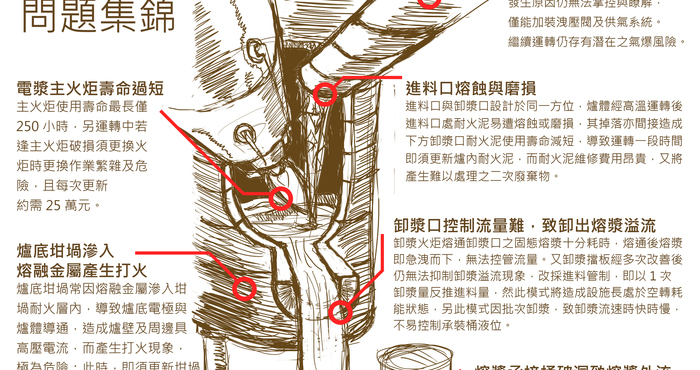 問題集錦
發生原因仍無法掌控與瞭解，
僅能加裝洩壓閥及供氣系統。
繼續運轉仍存有潛在之氣爆風險。
電漿主火炬壽命過短
主火炬使用壽命最長僅
250 小時，另運轉中若
逢主火炬破損須更換火
炬時更換作業繁雜及危
險，且每次更新
約需 25 萬元。
進料口熔蝕與磨損
進料口與卸漿口設計於同一方位，爐體經高溫運轉後
進料口處耐火泥易遭熔蝕或磨損，其掉落亦間接造成
下方卸漿口耐火泥使用壽命減短，導致運轉一段時間
即須更新爐內耐火泥，而耐火泥維修費用昂貴，又將
產生難以處理之二次廢棄物。
卸漿口控制流量難，致卸出熔漿溢流
卸漿火炬熔通卸漿口之固態熔漿十分耗時，熔通後熔漿
即急洩而下，無法控管流量。又卸漿擋板經多次改善後
仍無法抑制卸漿溢流現象，改採進料管制，即以 1 次
卸漿量反推進料量，然此模式將造成設施長處於空轉耗
能狀態，另此模式因批次卸漿，致卸漿流速時快時慢，
不易控制承裝桶液位。
爐底坩堝滲入
熔融金屬產生打火
爐底坩堝常因熔融金屬滲入坩
堝耐火層內，導致爐底電極與
爐體導通，造成爐壁及周邊具
高壓電流，而產生打火現象，
極為危險；此時，即須更新坩堝